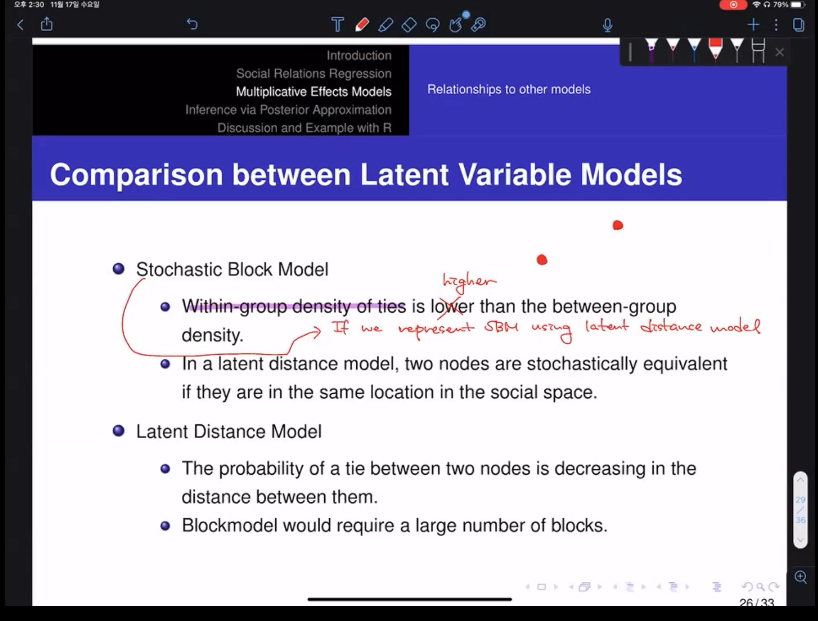 오후 2:30 11월 17일 수요일
79%
Introduction
Social Relations Regression
Multiplicative Effects Models
Inference via Posterior Approximation
Discussion and Example with R
Relationships to other models
Comparison between Latent Variable Models
Stochastic Block Model
higher
Within-group density of ties is lower than the between-group
density.
If we represent SBM using latent distance model
In a latent distance model, two nodes are stochastically equivalent
if they are in the same location in the social space.
Latent Distance Model
The probability of a tie between two nodes is decreasing in the
distance between them.
Blockmodel would require a large number of blocks.
29
/
36
26/33